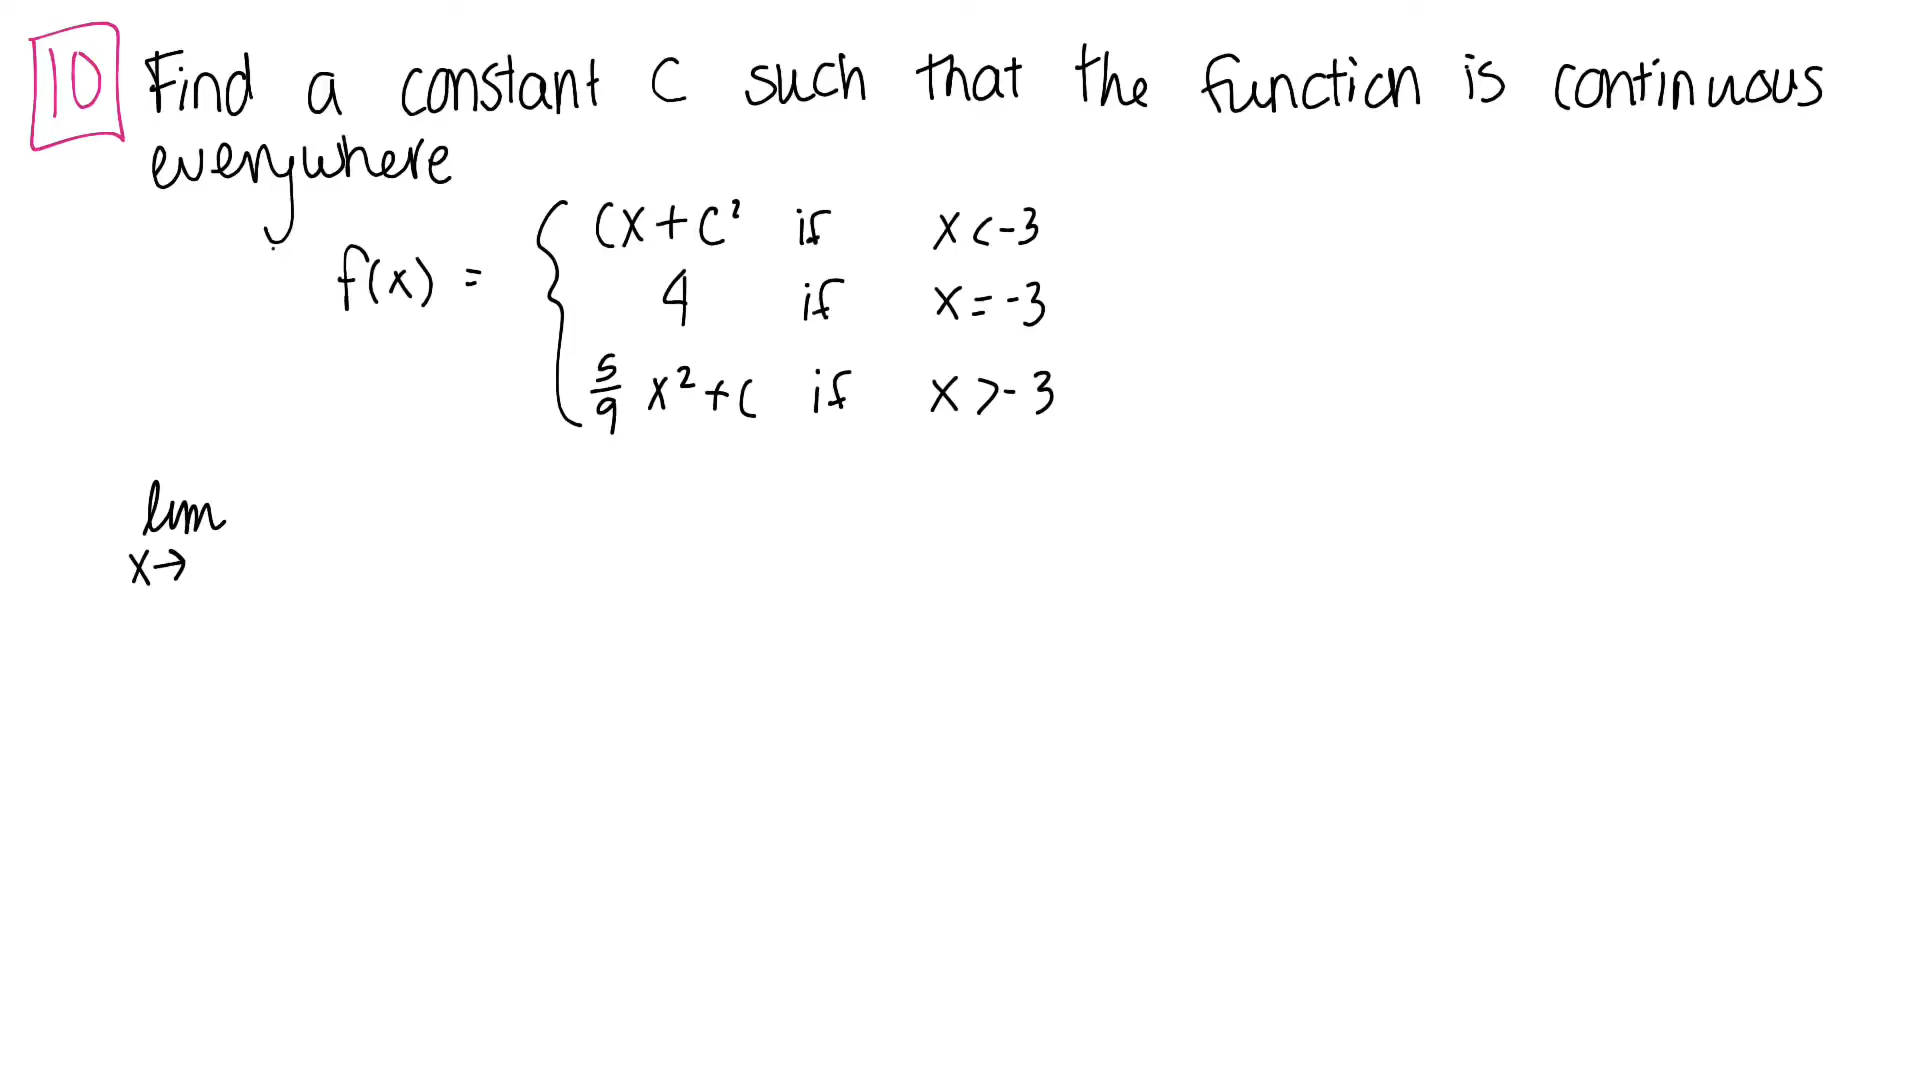 10 Find a constant C such that the function is continuous
everywhere
f(x) = { Cx + C² if x < -3
4 if x = -3
5/9 x² + C if x > -3
lim
x→